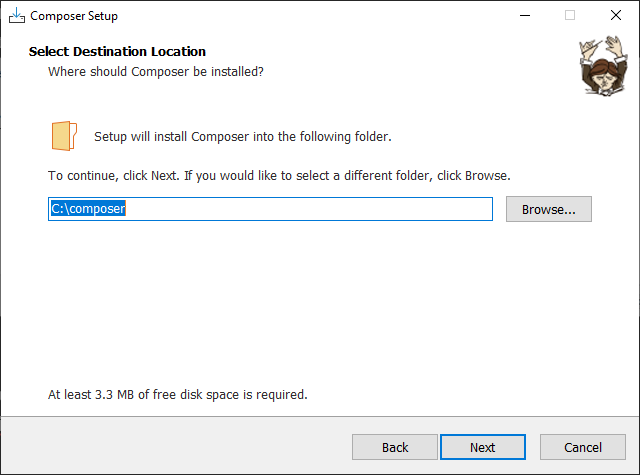 Composer Setup
Select Destination Location
Where should Composer be installed?
Setup will install Composer into the following folder.
To continue, click Next. If you would like to select a different folder, click Browse.
C:\composer
Browse...
At least 3.3 MB of free disk space is required.
Back
Next
Cancel